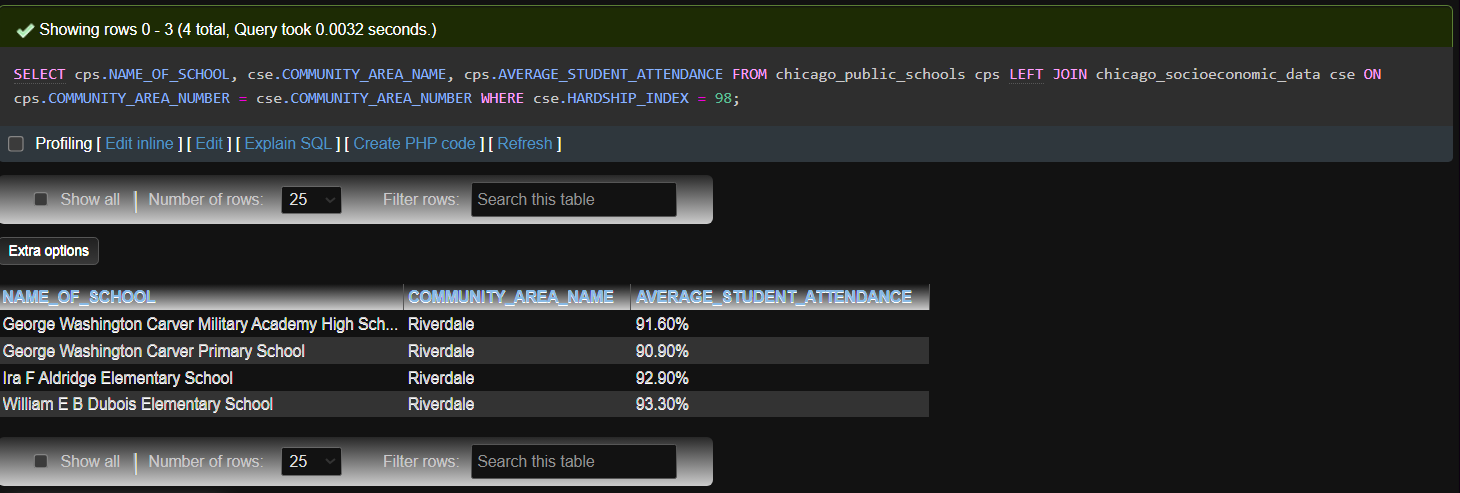 Showing rows 0 - 3 (4 total, Query took 0.0032 seconds.)
SELECT cps.NAME_OF_SCHOOL, cse.COMMUNITY_AREA_NAME, cps.AVERAGE_STUDENT_ATTENDANCE FROM chicago_public_schools cps LEFT JOIN chicago_socioeconomic_data cse ON
cps.COMMUNITY_AREA_NUMBER = cse.COMMUNITY_AREA_NUMBER WHERE cse.HARDSHIP_INDEX = 98;
Profiling [ Edit inline ] [ Edit ] [ Explain SQL ] [ Create PHP code ] [ Refresh ]
Show all | Number of rows: 25 Filter rows: Search this table
Extra options
NAME_OF_SCHOOL COMMUNITY_AREA_NAME AVERAGE_STUDENT_ATTENDANCE
George Washington Carver Military Academy High Sch... Riverdale 91.60%
George Washington Carver Primary School Riverdale 90.90%
Ira F Aldridge Elementary School Riverdale 92.90%
William E B Dubois Elementary School Riverdale 93.30%
Show all | Number of rows: 25 Filter rows: Search this table